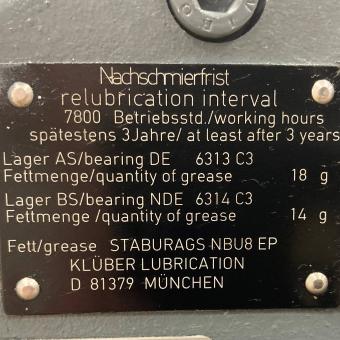 Nachschmierfrist
relubrication interval
7800 Betriebsstd./working hours
spätestens 3Jahre/ at least after 3 years
Lager AS/bearing DE 6313 C3
Fettmenge/quantity of grease 18 g
Lager BS/bearing NDE 6314 C3
Fettmenge /quantity of grease 14 g
Fett/grease STABURAGS NBU8 EP
KLÜBER LUBRICATION
D 81379 MÜNCHEN